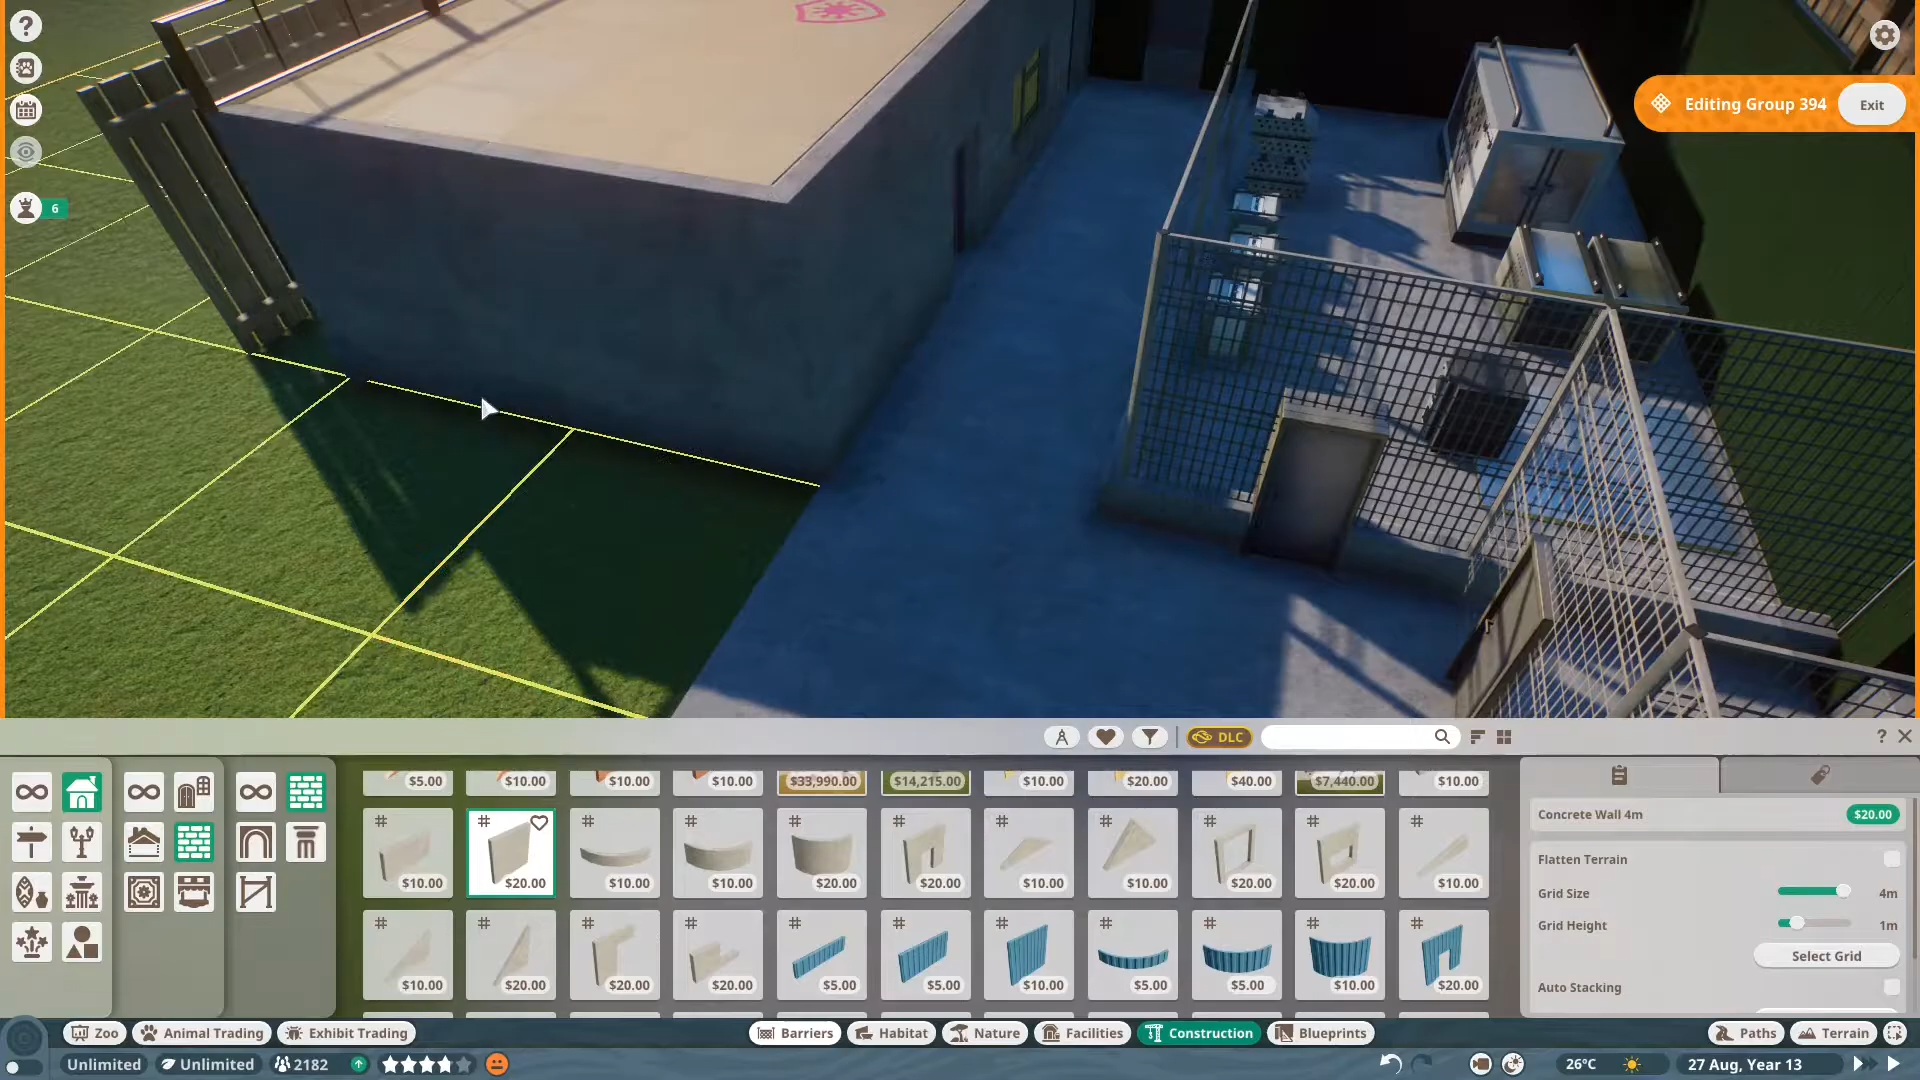 ?
6
Editing Group 394
Exit
DLC
?
$5.00
$10.00
$10.00
$10.00
$33,990.00
$14,215.00
$10.00
$20.00
$40.00
$7,440.00
$10.00
$10.00
$20.00
$10.00
$10.00
$20.00
$20.00
$10.00
$10.00
$20.00
$20.00
$10.00
$10.00
$20.00
$20.00
$20.00
$5.00
$5.00
$10.00
$5.00
$5.00
$10.00
$20.00
Concrete Wall 4m
$20.00
Flatten Terrain
Grid Size
4m
Grid Height
1m
Select Grid
Auto Stacking
Zoo
Animal Trading
Exhibit Trading
Barriers
Habitat
Nature
Facilities
Construction
Blueprints
Paths
Terrain
Unlimited
Unlimited
2182
26°C
27 Aug, Year 13